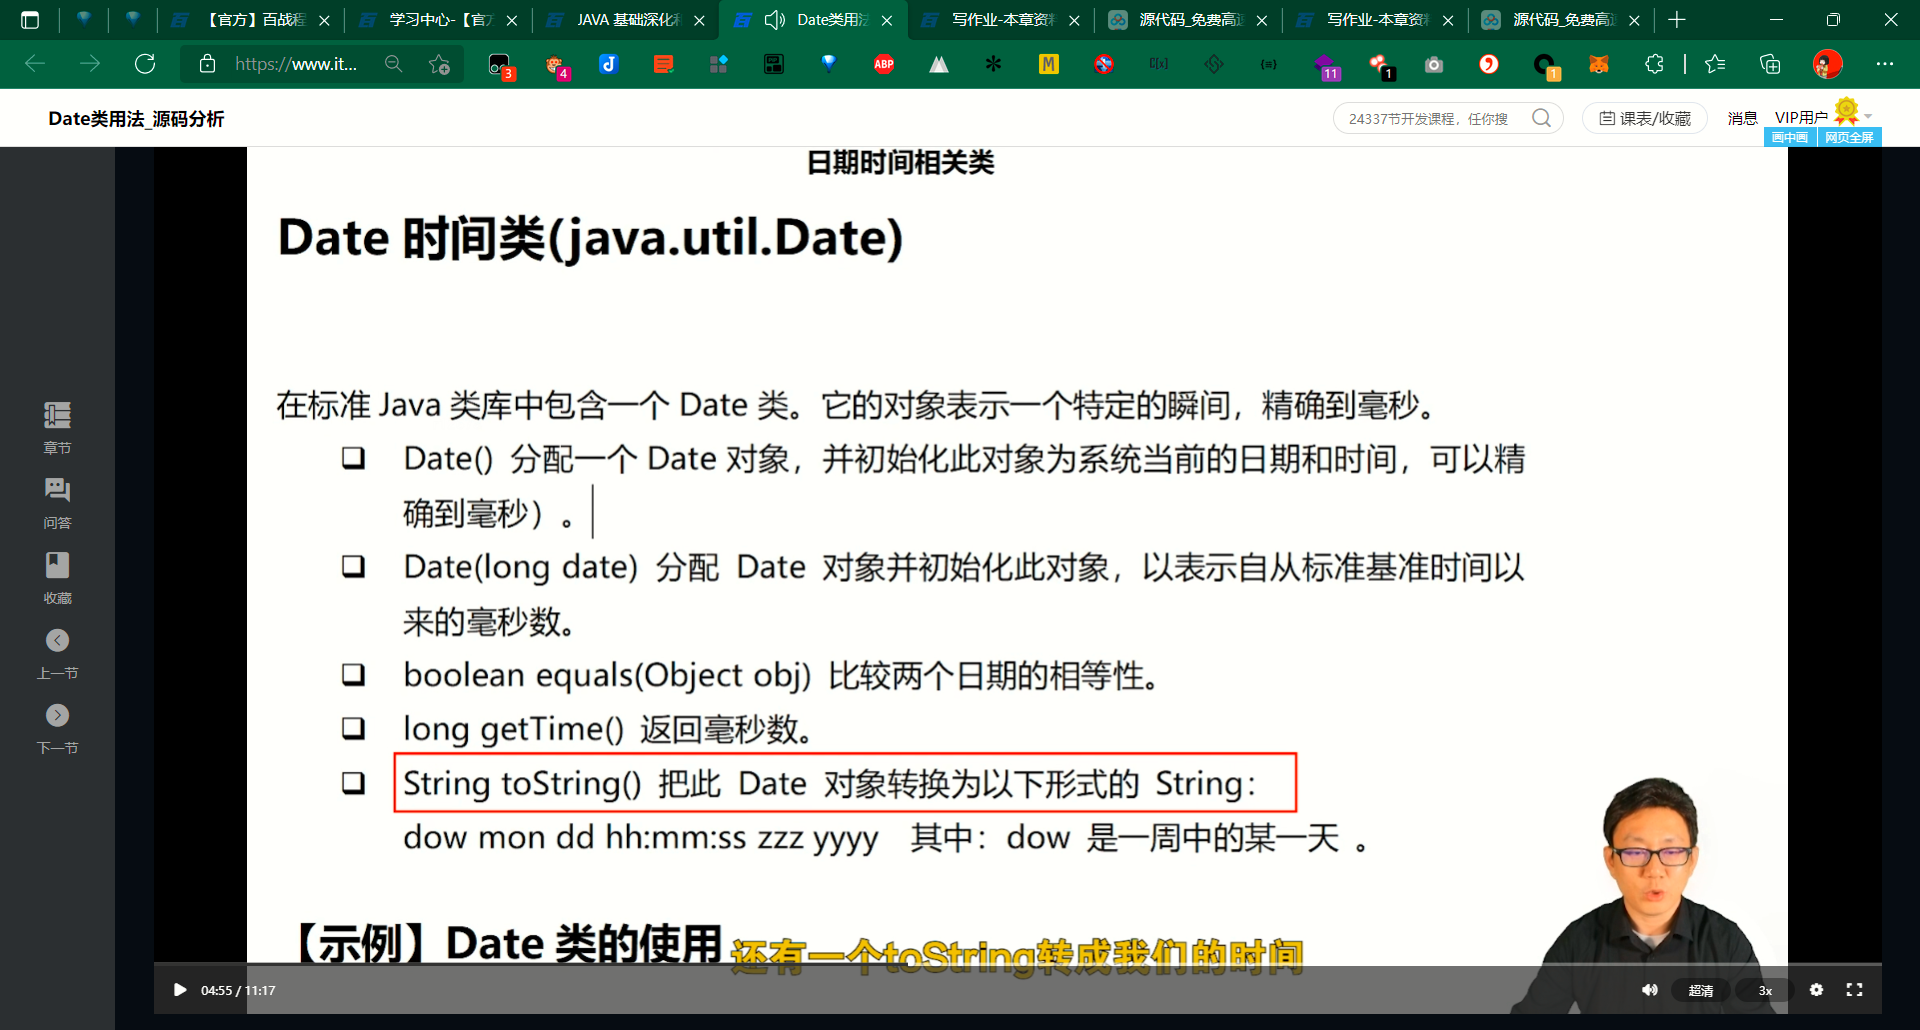 【官方】百战程
学习中心-【官方
JAVA 基础深化和
Date类用法
写作业-本章资料
源代码_免费高速
写作业-本章资料
源代码_免费高速
https://www.it...
3
4
ABP
M
11
1
1
Date类用法_源码分析
24337节开发课程，任你搜
课表/收藏
消息
VIP用户
画中画
网页全屏
章节
问答
收藏
上一节
下一节
日期时间相关类
Date 时间类(java.util.Date)
在标准 Java 类库中包含一个 Date 类。它的对象表示一个特定的瞬间，精确到毫秒。
Date() 分配一个 Date 对象，并初始化此对象为系统当前的日期和时间，可以精
确到毫秒）。
Date(long date) 分配 Date 对象并初始化此对象，以表示自从标准基准时间以
来的毫秒数。
boolean equals(Object obj) 比较两个日期的相等性。
long getTime() 返回毫秒数。
String toString() 把此 Date 对象转换为以下形式的 String：
dow mon dd hh:mm:ss zzz yyyy 其中：dow 是一周中的某一天 。
【示例】Date 类的使用
还有一个toString转成我们的时间
04:55 / 11:17
超清
3x